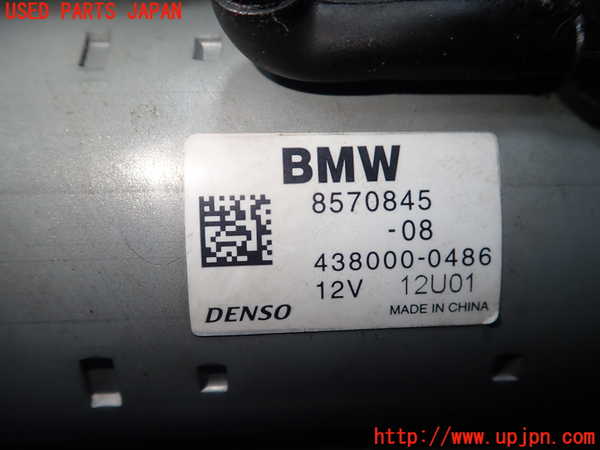 USED PARTS JAPAN
BMW
8570845
-08
438000-0486
12V 12U01
DENSO
MADE IN CHINA
http://www.upjpn.com/